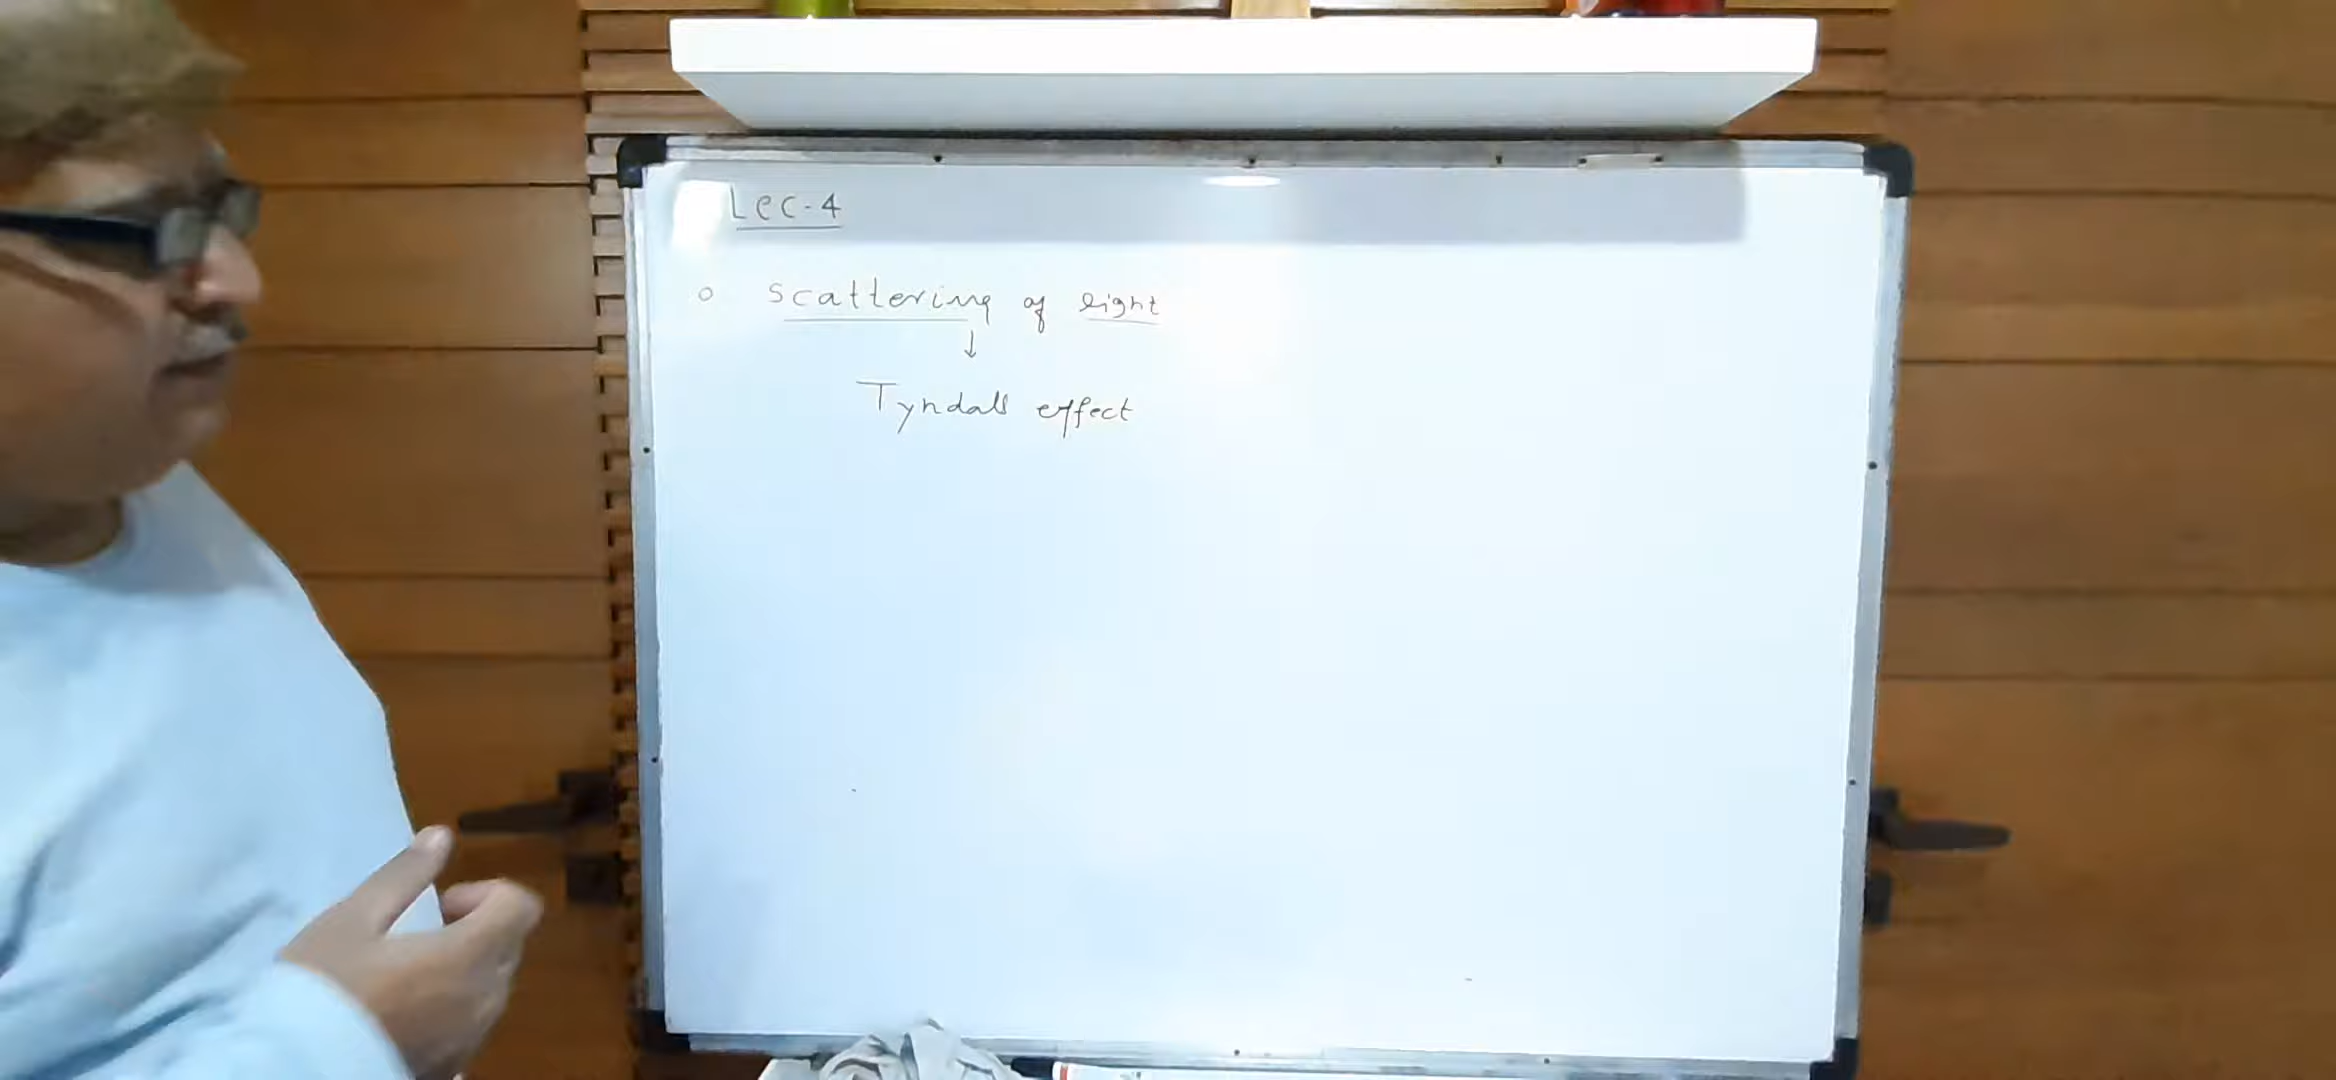 Lec-4
o scattering of light
↓
Tyndall effect